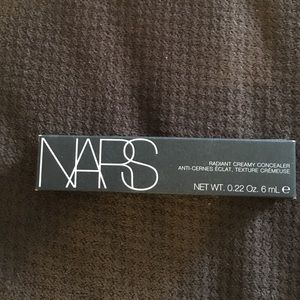 NARS
RADIANT CREAMY CONCEALER
ANTI-CERNES ÉCLAT, TEXTURE CRÉMEUSE
NET WT. 0.22 Oz. 6 mL ℮